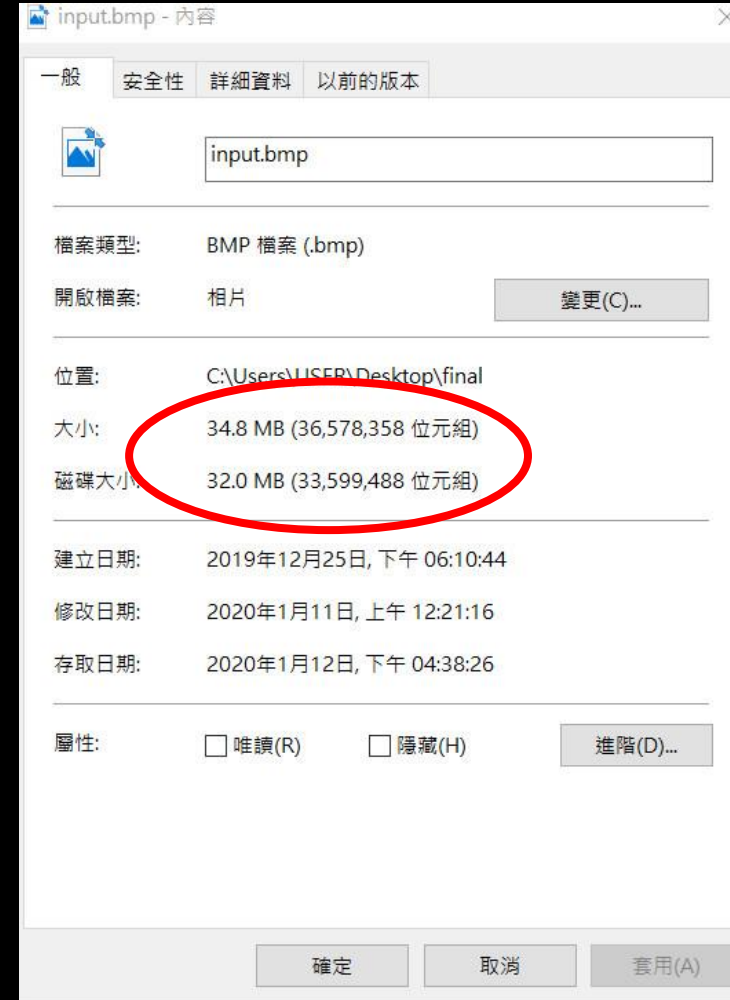 input.bmp - 內容
一般 安全性 詳細資料 以前的版本
input.bmp
檔案類型: BMP 檔案 (.bmp)
開啟檔案: 相片 變更(C)...
位置: C:\Users\USER\Desktop\final
大小: 34.8 MB (36,578,358 位元組)
磁碟大小: 32.0 MB (33,599,488 位元組)
建立日期: 2019年12月25日, 下午 06:10:44
修改日期: 2020年1月11日, 上午 12:21:16
存取日期: 2020年1月12日, 下午 04:38:26
屬性: 唯讀(R) 隱藏(H) 進階(D)...
確定 取消 套用(A)